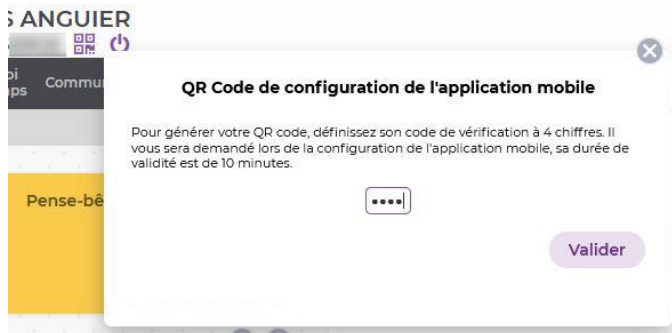 S ANGUIER
QR Code de configuration de l'application mobile
Commu
Pour générer votre QR code, définissez son code de vérification à 4 chiffres. Il
vous sera demandé lors de la configuration de l'application mobile, sa durée de
validité est de 10 minutes.
Pense-bê
••••
Valider